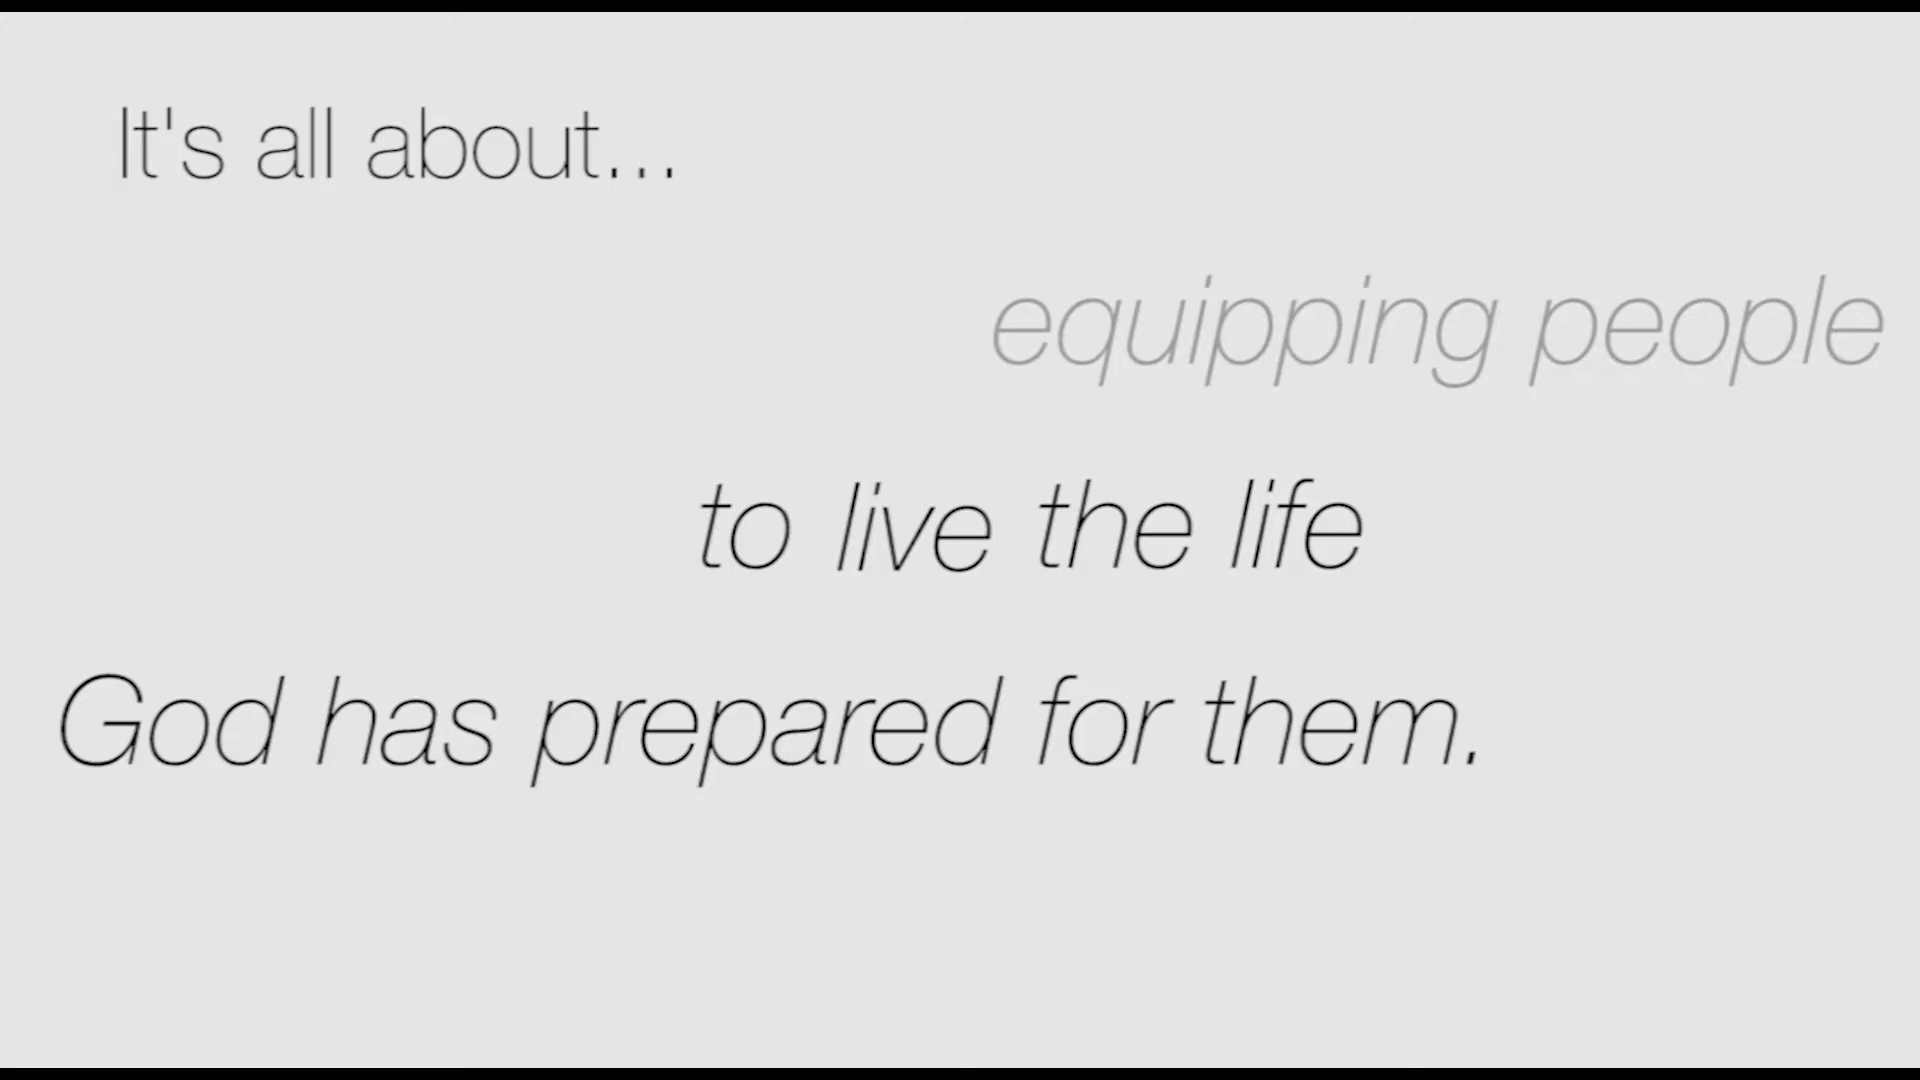 It's all about...
equipping people
to live the life
God has prepared for them.